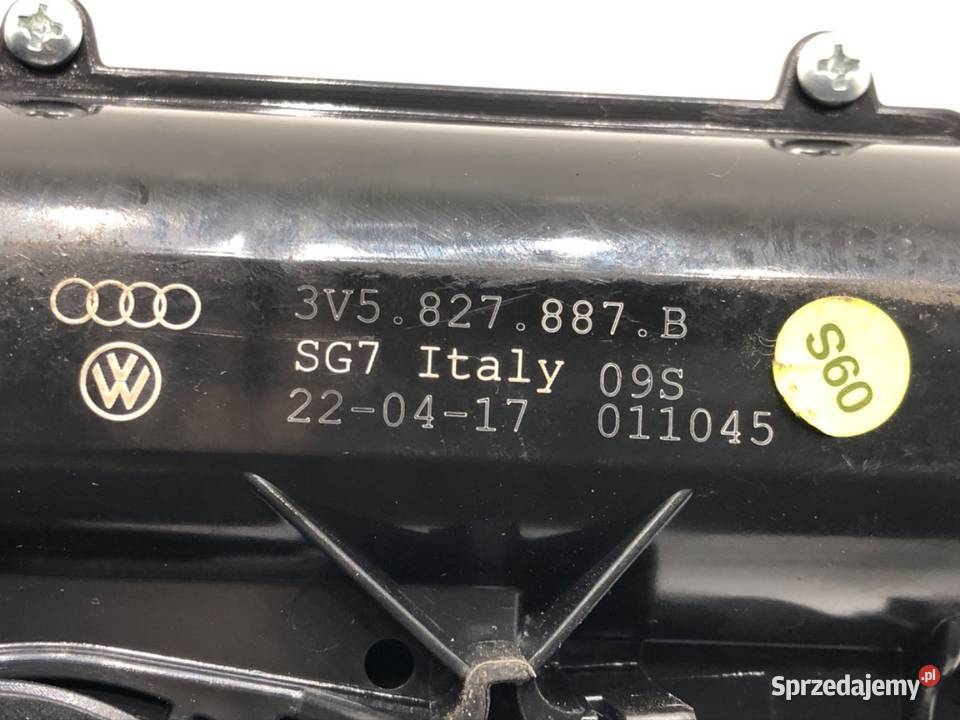 3V5.827.887.B
SG7 Italy 09S
22-04-17 011045
S60
Sprzedajemy.pl